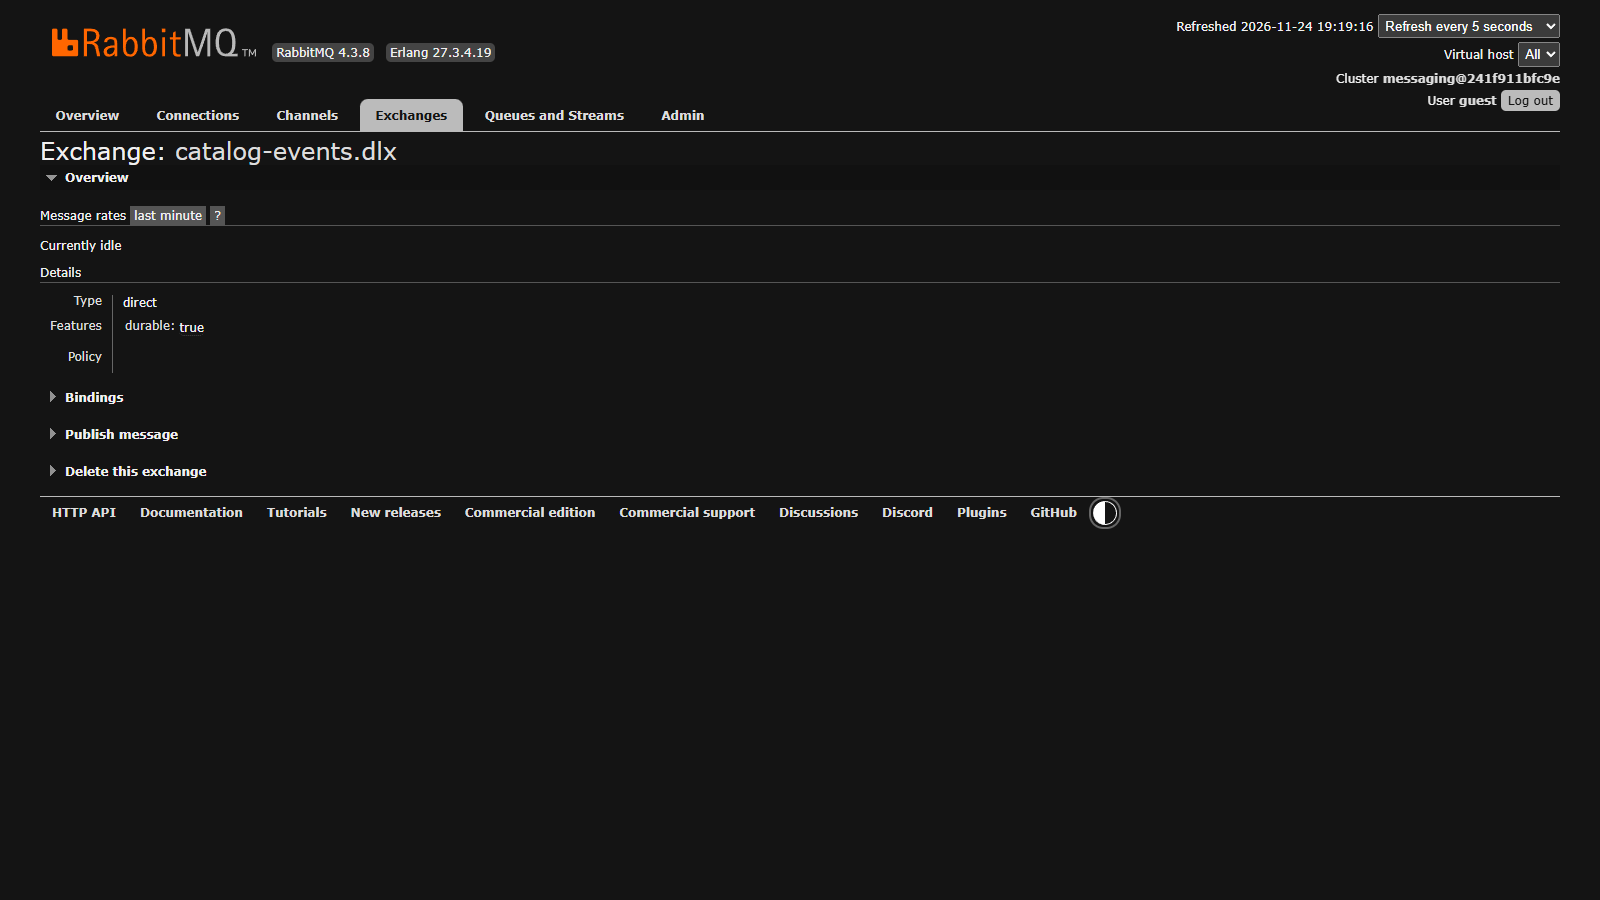 RabbitMQ TM
RabbitMQ 4.3.8
Erlang 27.3.4.19
Refreshed 2026-11-24 19:19:16
Refresh every 5 seconds
Virtual host All
Cluster messaging@241f911bfc9e
User guest Log out
Overview Connections Channels Exchanges Queues and Streams Admin
Exchange: catalog-events.dlx
Overview
Message rates last minute ?
Currently idle
Details
Type direct
Features durable: true
Policy
Bindings
Publish message
Delete this exchange
HTTP API Documentation Tutorials New releases Commercial edition Commercial support Discussions Discord Plugins GitHub